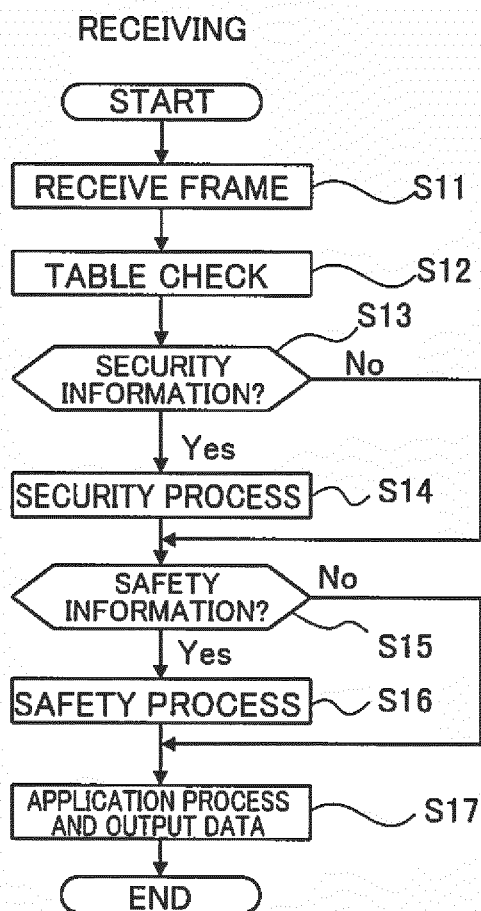 RECEIVING
START
RECEIVE FRAME
S11
TABLE CHECK
S12
S13
SECURITY
INFORMATION?
No
Yes
SECURITY PROCESS
S14
SAFETY
INFORMATION?
No
S15
Yes
SAFETY PROCESS
S16
APPLICATION PROCESS
AND OUTPUT DATA
S17
END